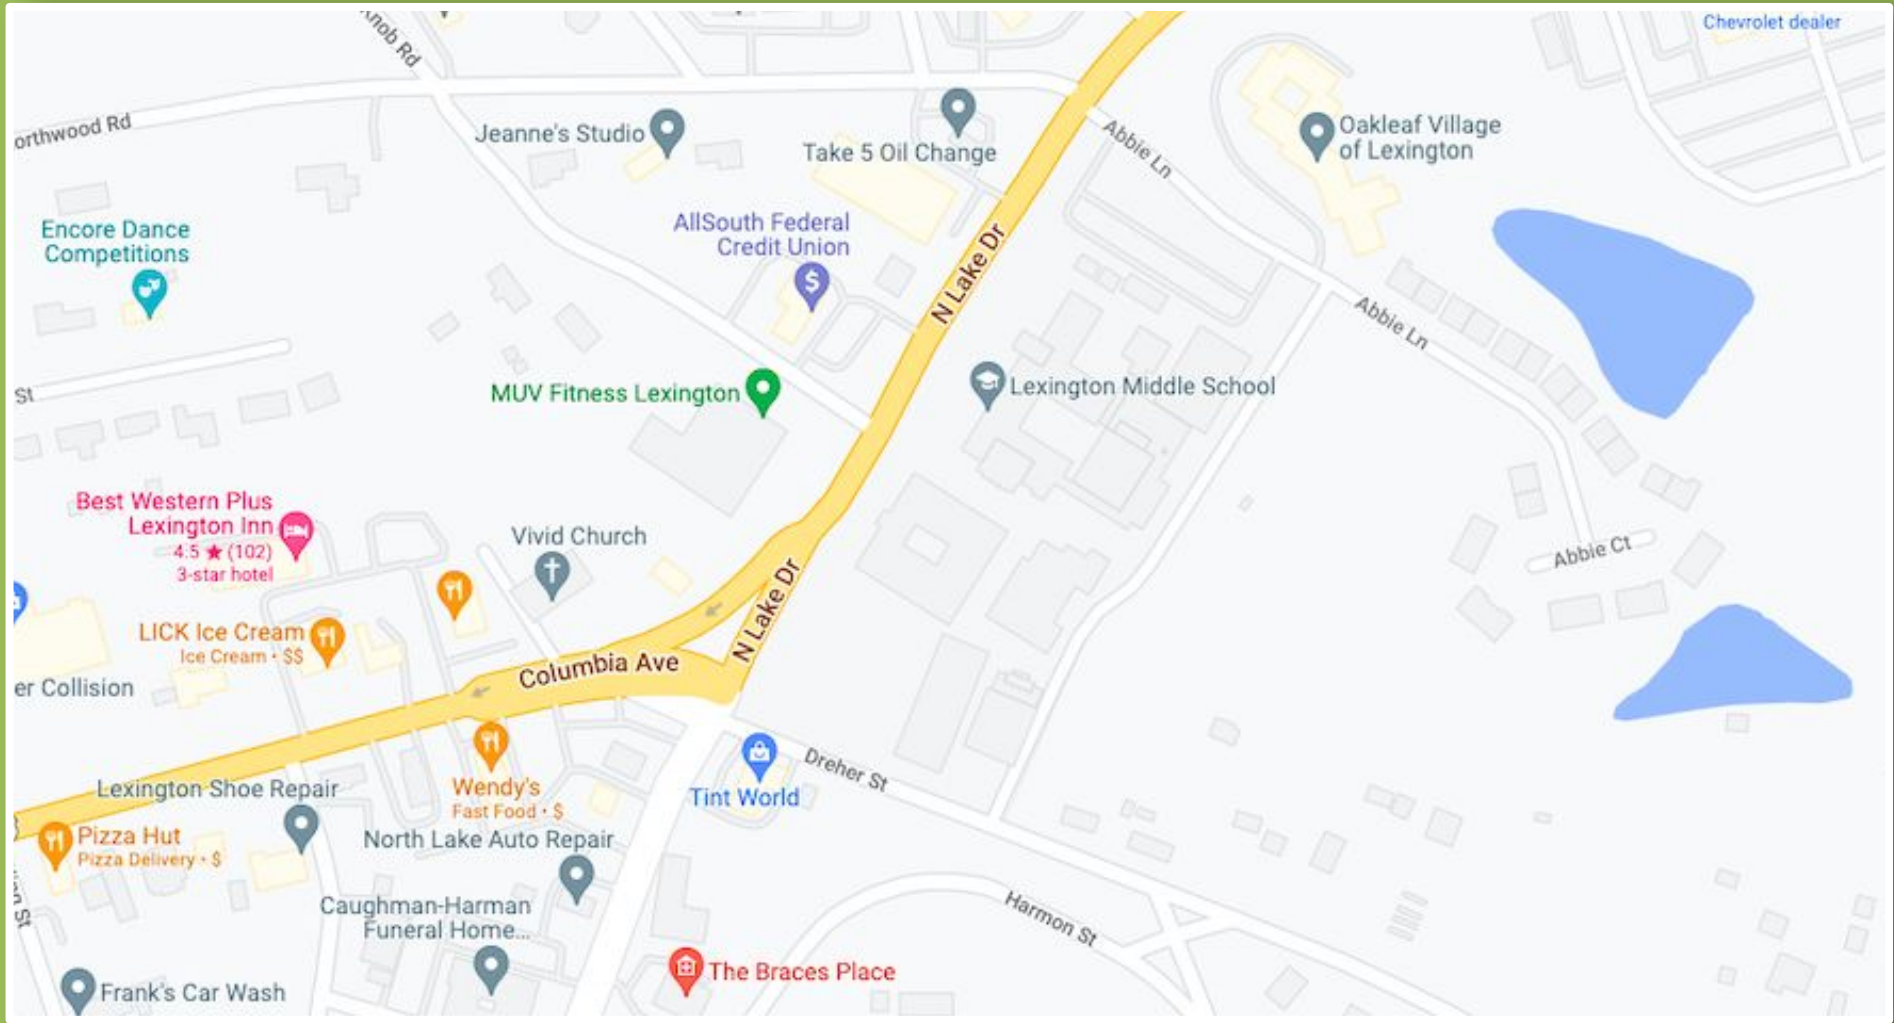 Chevrolet dealer
Knob Rd
orthwood Rd
Jeanne's Studio
Take 5 Oil Change
Abbie Ln
Oakleaf Village
of Lexington
Encore Dance
Competitions
AllSouth Federal
Credit Union
N Lake Dr
Abbie Ln
St
MUV Fitness Lexington
Lexington Middle School
Best Western Plus
Lexington Inn
4.5 ★ (102)
3-star hotel
Vivid Church
Abbie Ct
LICK Ice Cream
Ice Cream · $$
N Lake Dr
Columbia Ave
er Collision
Dreher St
Lexington Shoe Repair
Wendy's
Fast Food · $
Tint World
Pizza Hut
Pizza Delivery · $
North Lake Auto Repair
St
Caughman-Harman
Funeral Home...
Harmon St
The Braces Place
Frank's Car Wash